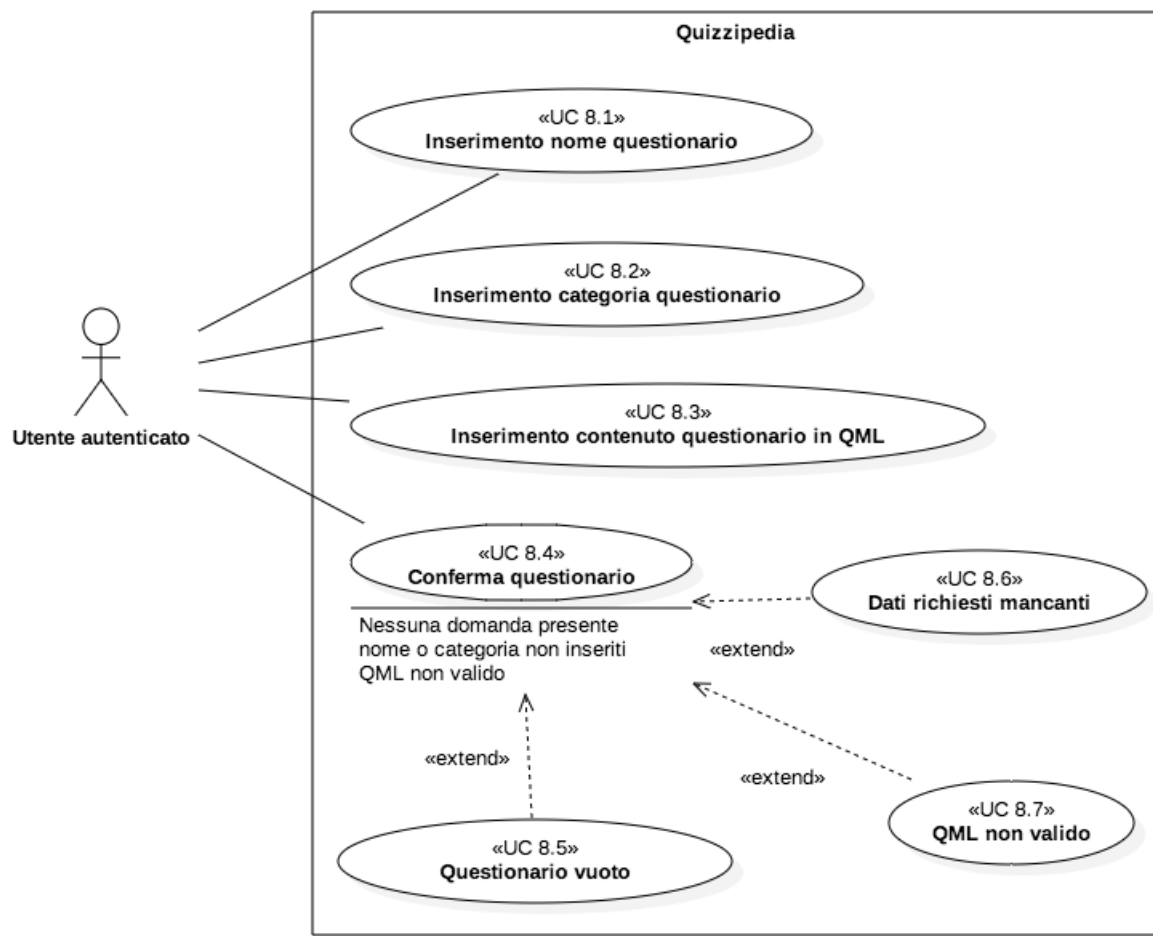 Quizzipedia
«UC 8.1»
Inserimento nome questionario
«UC 8.2»
Inserimento categoria questionario
«UC 8.3»
Inserimento contenuto questionario in QML
Utente autenticato
«UC 8.4»
Conferma questionario
Nessuna domanda presente
nome o categoria non inseriti
QML non valido
«UC 8.6»
Dati richiesti mancanti
«extend»
«extend»
«extend»
«UC 8.5»
Questionario vuoto
«UC 8.7»
QML non valido